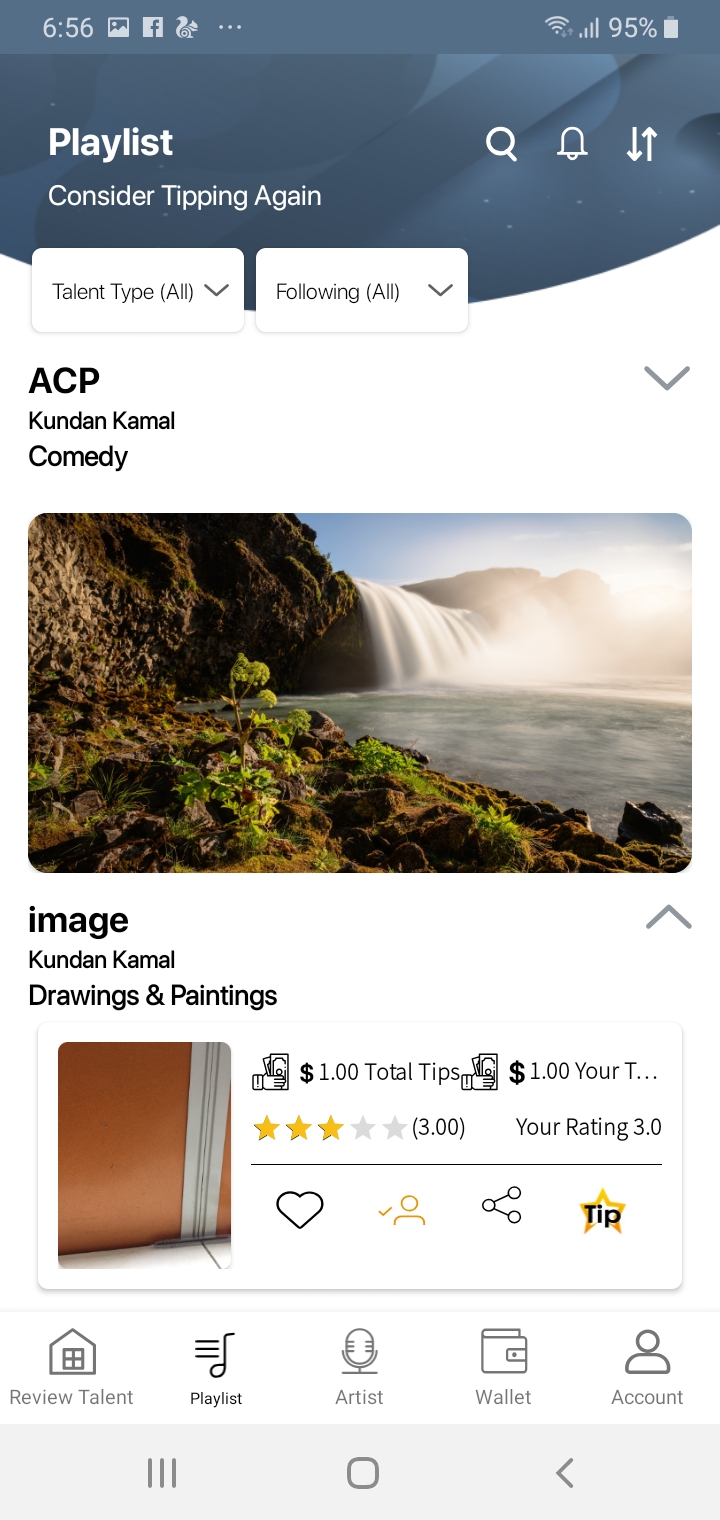 6:56 95%
Playlist
Consider Tipping Again
Talent Type (All) Following (All)
ACP
Kundan Kamal
Comedy
image
Kundan Kamal
Drawings & Paintings
$ 1.00 Total Tips $ 1.00 Your T...
(3.00) Your Rating 3.0
Tip
Review Talent Playlist Artist Wallet Account